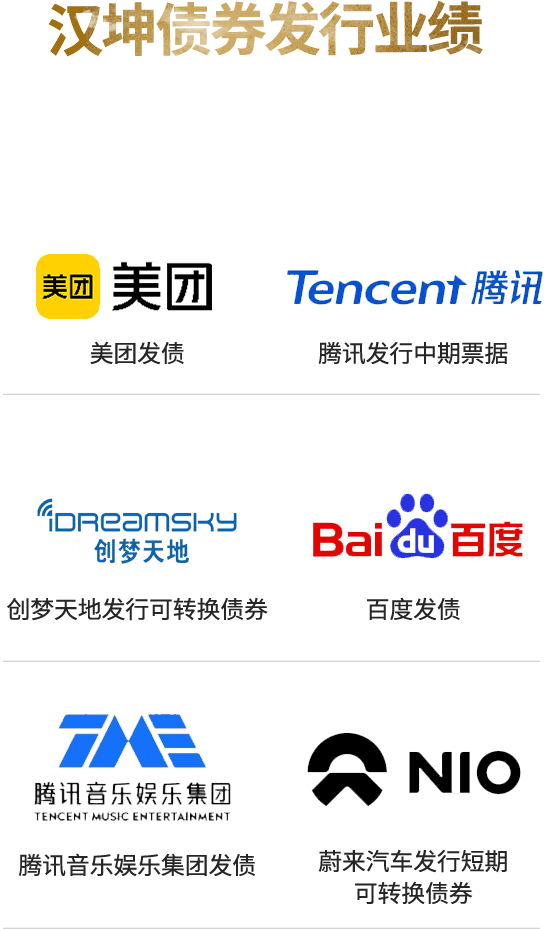 汉坤债券发行业绩
美团 美团
Tencent 腾讯
美团发债
腾讯发行中期票据
iDREAMSKY
创梦天地
Bai du 百度
创梦天地发行可转换债券
百度发债
TME
腾讯音乐娱乐集团
TENCENT MUSIC ENTERTAINMENT
NIO
腾讯音乐娱乐集团发债
蔚来汽车发行短期
可转换债券